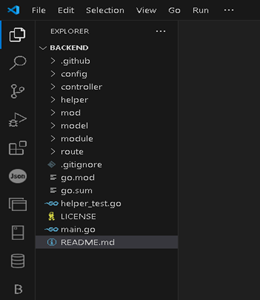 File Edit Selection View Go Run ···
EXPLORER ···
BACKEND
.github
config
controller
helper
mod
model
module
route
.gitignore
go.mod
go.sum
helper_test.go
LICENSE
main.go
README.md
Json
B